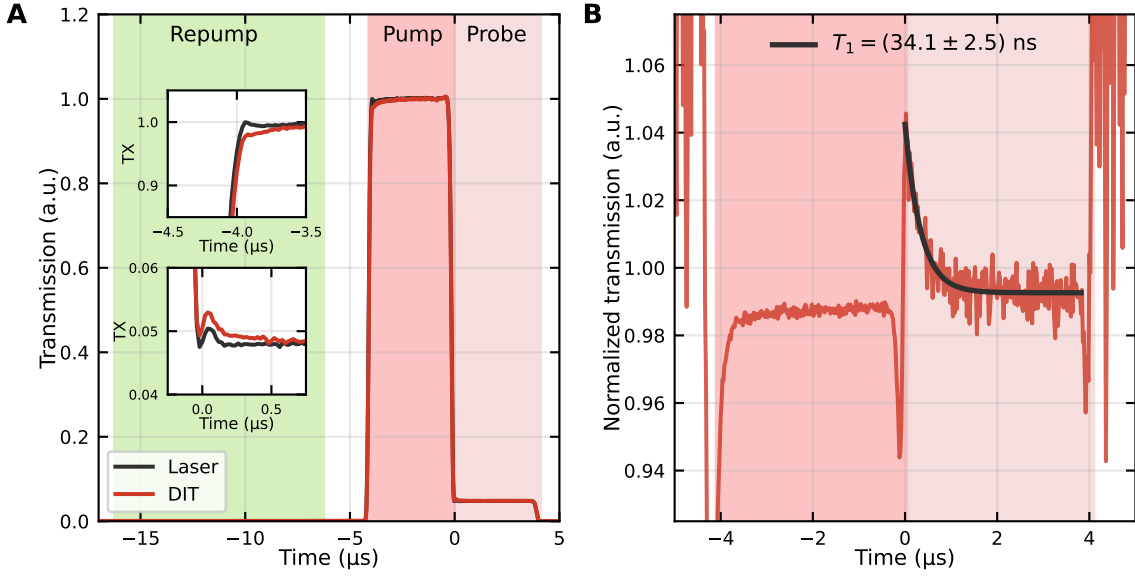 A
Repump
Pump
Probe
1.2
1.0
0.8
0.6
0.4
0.2
0.0
Transmission (a.u.)
1.0
0.9
TX
−4.5
−4.0
−3.5
Time (μs)
0.06
0.05
0.04
TX
0.0
0.5
Time (μs)
Laser
DIT
−15
−10
−5
0
5
Time (μs)
B
T₁ = (34.1 ± 2.5) ns
1.06
1.04
1.02
1.00
0.98
0.96
0.94
Normalized transmission (a.u.)
−4
−2
0
2
4
Time (μs)